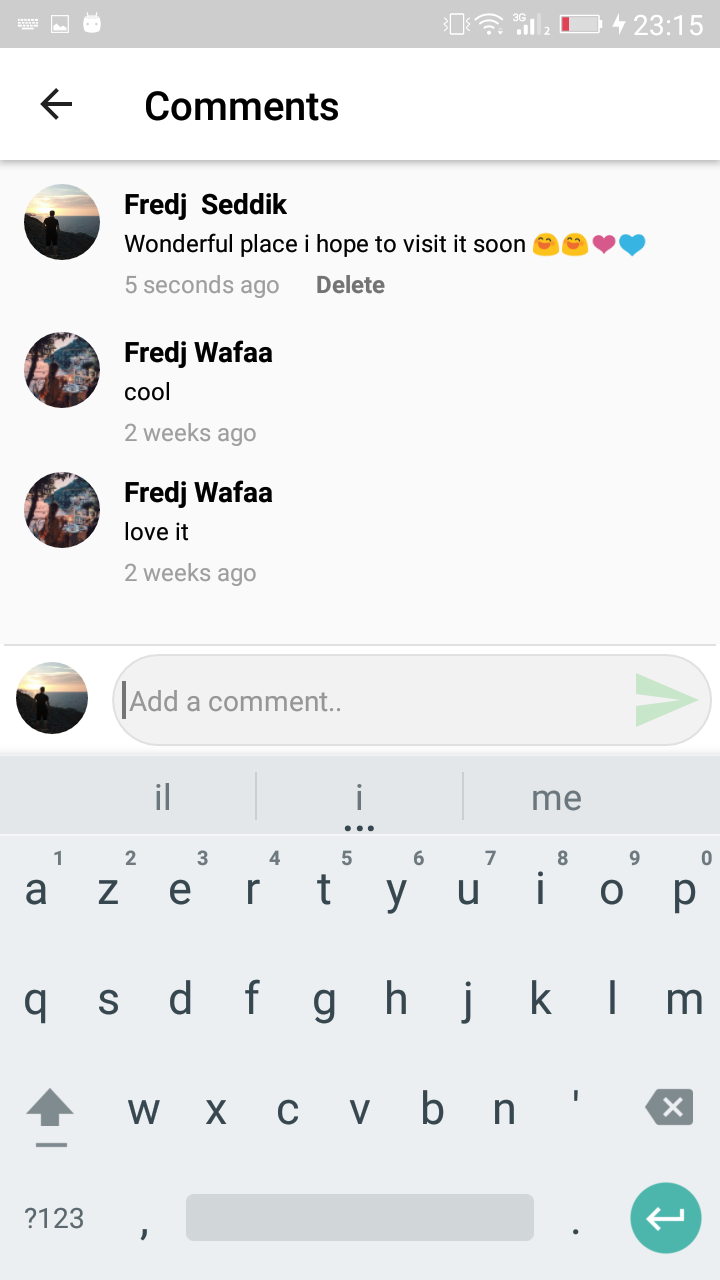 3G 2 23:15
Comments
Fredj Seddik
Wonderful place i hope to visit it soon 😄😄❤💙
5 seconds ago Delete
Fredj Wafaa
cool
2 weeks ago
Fredj Wafaa
love it
2 weeks ago
Add a comment..
il i me
1 2 3 4 5 6 7 8 9 0
a z e r t y u i o p
q s d f g h j k l m
w x c v b n '
?123 , .